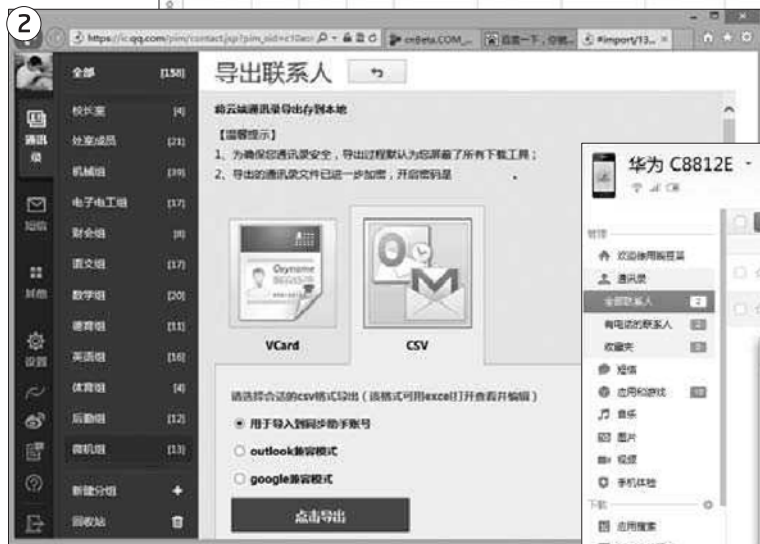 2
https://ic.qq.com/pim/contact.jsp?pim_sid=
cnBeta.COM_...
百度一下，你就...
#import/13...
全部 [158]
校长室 [4]
处室成员 [21]
机械组 [39]
电子电工组 [17]
财会组 [8]
语文组 [17]
数学组 [20]
德育组 [11]
英语组 [16]
体育组 [4]
后勤组 [12]
微机组 [13]
新建分组 +
回收站
通讯录
短信
其他
设置
导出联系人
将云端通讯录导出存到本地
【温馨提示】
1、为确保您通讯录安全，导出过程默认为您屏蔽了所有下载工具；
2、导出的通讯录文件已进一步加密，开启密码是
VCard
CSV
请选择合适的csv格式导出（该格式可用excel打开查看并编辑）
用于导入到同步助手账号
outlook兼容模式
google兼容模式
点击导出
华为 C8812E
管理
欢迎使用豌豆荚
通讯录
全部联系人 2
有电话的联系人 2
收藏夹
短信
应用和游戏
音乐
图片
视频
手机体检
下载
应用搜索